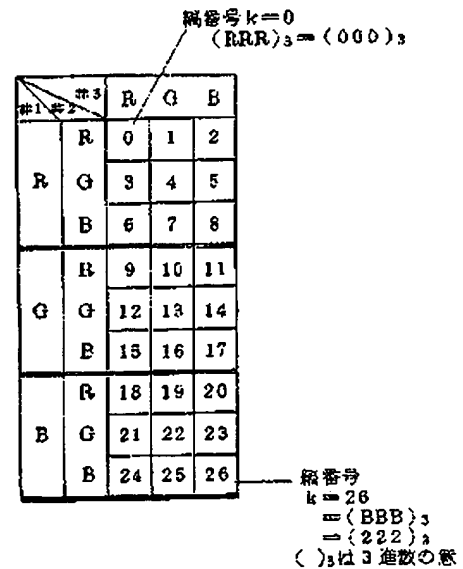 縞番号k=0
(RRR)₃=(000)₃
#1 #2 #3 R G B
R R 0 1 2
G 3 4 5
B 6 7 8
G R 9 10 11
G 12 13 14
B 15 16 17
B R 18 19 20
G 21 22 23
B 24 25 26
縞番号
k=26
=(BBB)₃
=(222)₃
( )₃は3進数の意